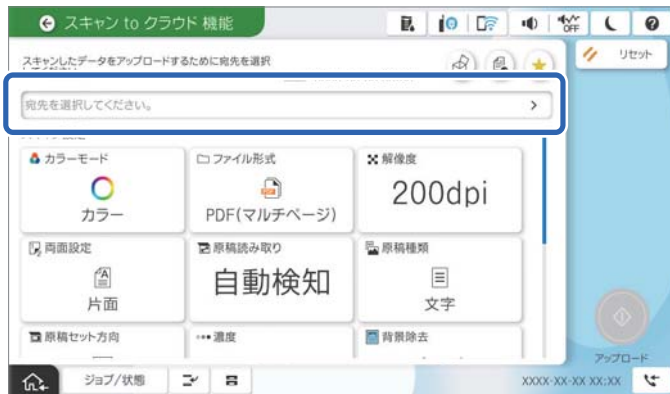 スキャン to クラウド 機能
OFF
スキャンしたデータをアップロードするために宛先を選択
リセット
宛先を選択してください。
カラーモード
ファイル形式
解像度
カラー
PDF(マルチページ)
200dpi
両面設定
原稿読み取り
原稿種類
片面
自動検知
文字
原稿セット方向
濃度
背景除去
アップロード
ジョブ/状態
XXXX-XX-XX XX:XX